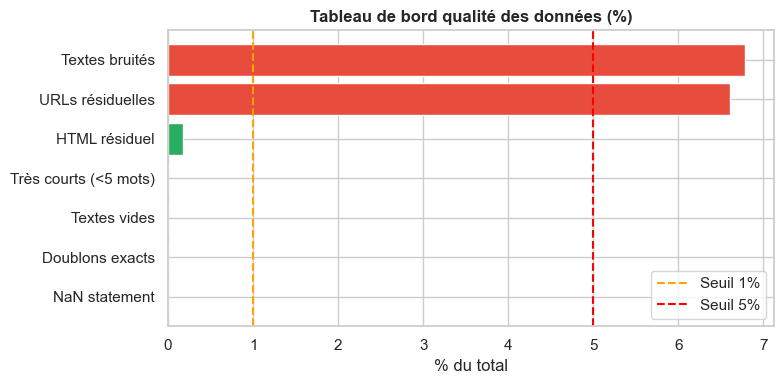 Tableau de bord qualité des données (%)
Textes bruités
URLs résiduelles
HTML résiduel
Très courts (<5 mots)
Textes vides
Doublons exacts
NaN statement
Seuil 1%
Seuil 5%
0 1 2 3 4 5 6 7
% du total